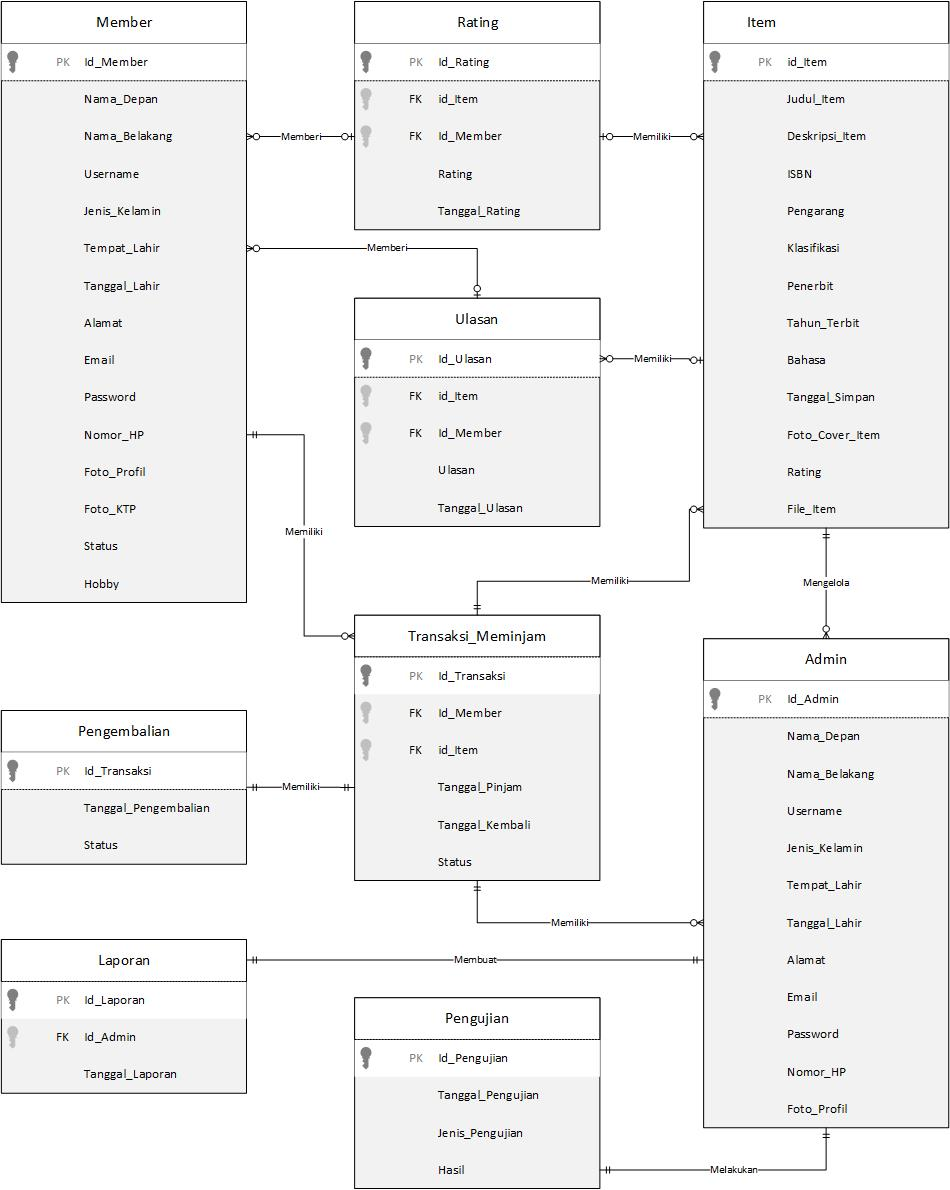 Member
PK Id_Member
Nama_Depan
Nama_Belakang
Username
Jenis_Kelamin
Tempat_Lahir
Tanggal_Lahir
Alamat
Email
Password
Nomor_HP
Foto_Profil
Foto_KTP
Status
Hobby
Memberi
Rating
PK Id_Rating
FK id_Item
FK Id_Member
Rating
Tanggal_Rating
Memiliki
Memberi
Ulasan
PK Id_Ulasan
FK id_Item
FK Id_Member
Ulasan
Tanggal_Ulasan
Memiliki
Item
PK id_Item
Judul_Item
Deskripsi_Item
ISBN
Pengarang
Klasifikasi
Penerbit
Tahun_Terbit
Bahasa
Tanggal_Simpan
Foto_Cover_Item
Rating
File_Item
Memiliki
Memiliki
Mengelola
Transaksi_Meminjam
PK Id_Transaksi
FK Id_Member
FK id_Item
Tanggal_Pinjam
Tanggal_Kembali
Status
Pengembalian
PK Id_Transaksi
Tanggal_Pengembalian
Status
Memiliki
Memiliki
Admin
PK Id_Admin
Nama_Depan
Nama_Belakang
Username
Jenis_Kelamin
Tempat_Lahir
Tanggal_Lahir
Alamat
Email
Password
Nomor_HP
Foto_Profil
Laporan
PK Id_Laporan
FK Id_Admin
Tanggal_Laporan
Membuat
Pengujian
PK Id_Pengujian
Tanggal_Pengujian
Jenis_Pengujian
Hasil
Melakukan